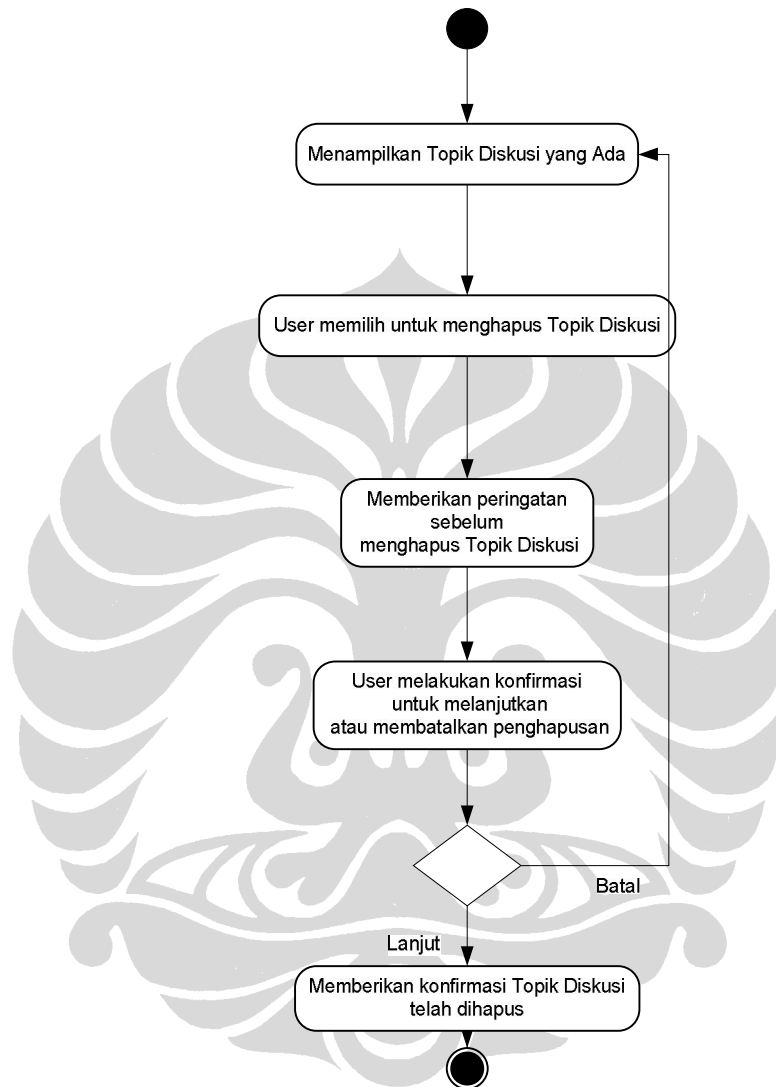 Menampilkan Topik Diskusi yang Ada
User memilih untuk menghapus Topik Diskusi
Memberikan peringatan
sebelum
menghapus Topik Diskusi
User melakukan konfirmasi
untuk melanjutkan
atau membatalkan penghapusan
Batal
Lanjut
Memberikan konfirmasi Topik Diskusi
telah dihapus